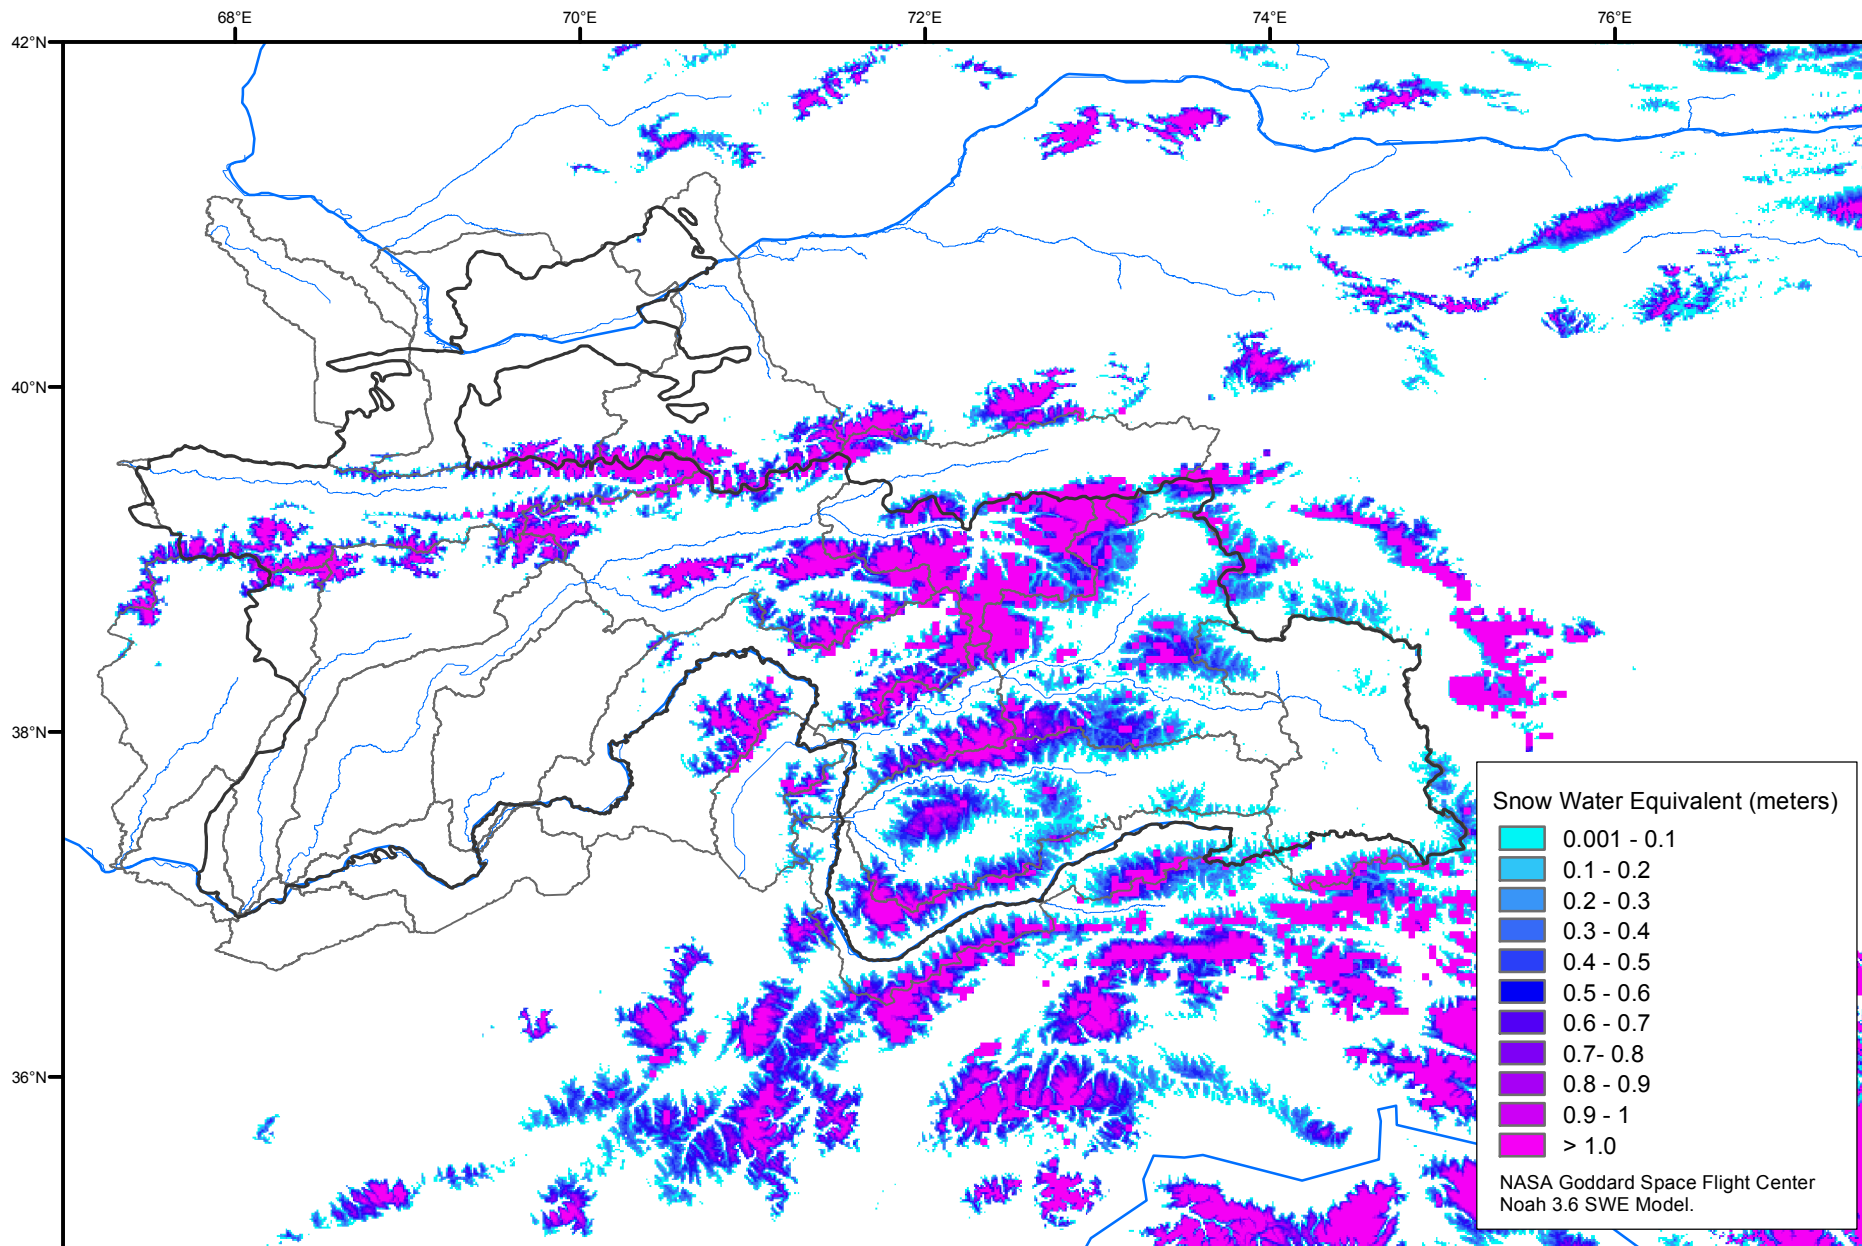 68°E 70°E 72°E 74°E 76°E
42°N
40°N
38°N
36°N
Snow Water Equivalent (meters)
0.001 - 0.1
0.1 - 0.2
0.2 - 0.3
0.3 - 0.4
0.4 - 0.5
0.5 - 0.6
0.6 - 0.7
0.7- 0.8
0.8 - 0.9
0.9 - 1
> 1.0
NASA Goddard Space Flight Center
Noah 3.6 SWE Model.